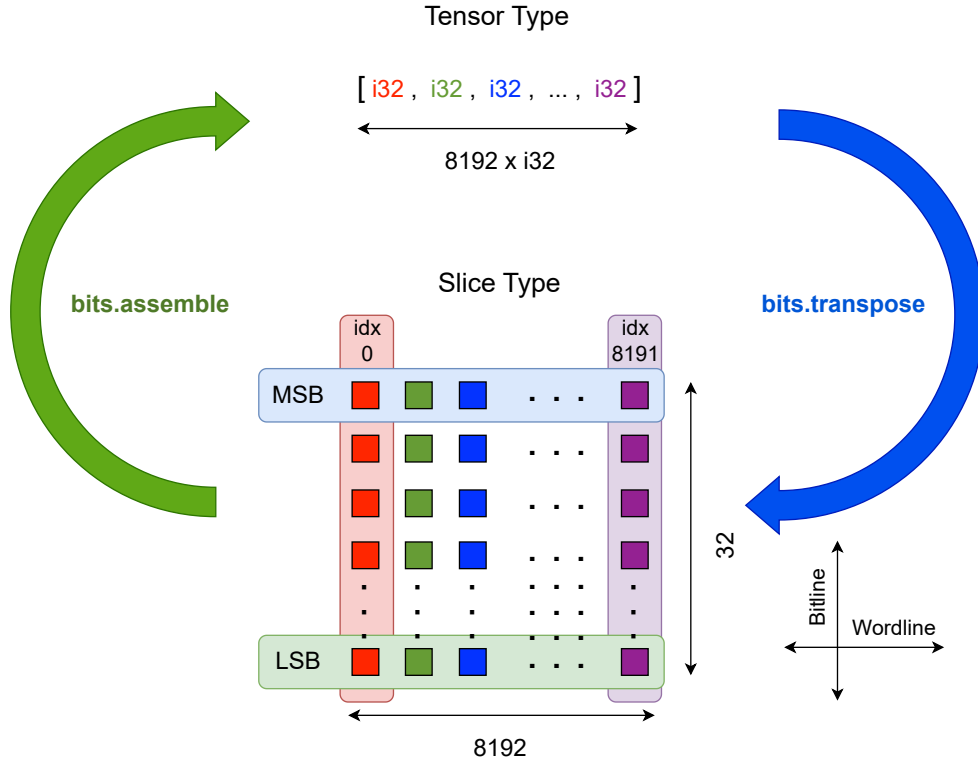 Tensor Type
[ i32 , i32 , i32 , ... , i32 ]
8192 x i32
Slice Type
bits.assemble
bits.transpose
idx
0
idx
8191
MSB
. . .
. . .
. . .
. . .
32
Bitline
Wordline
LSB
. . .
8192